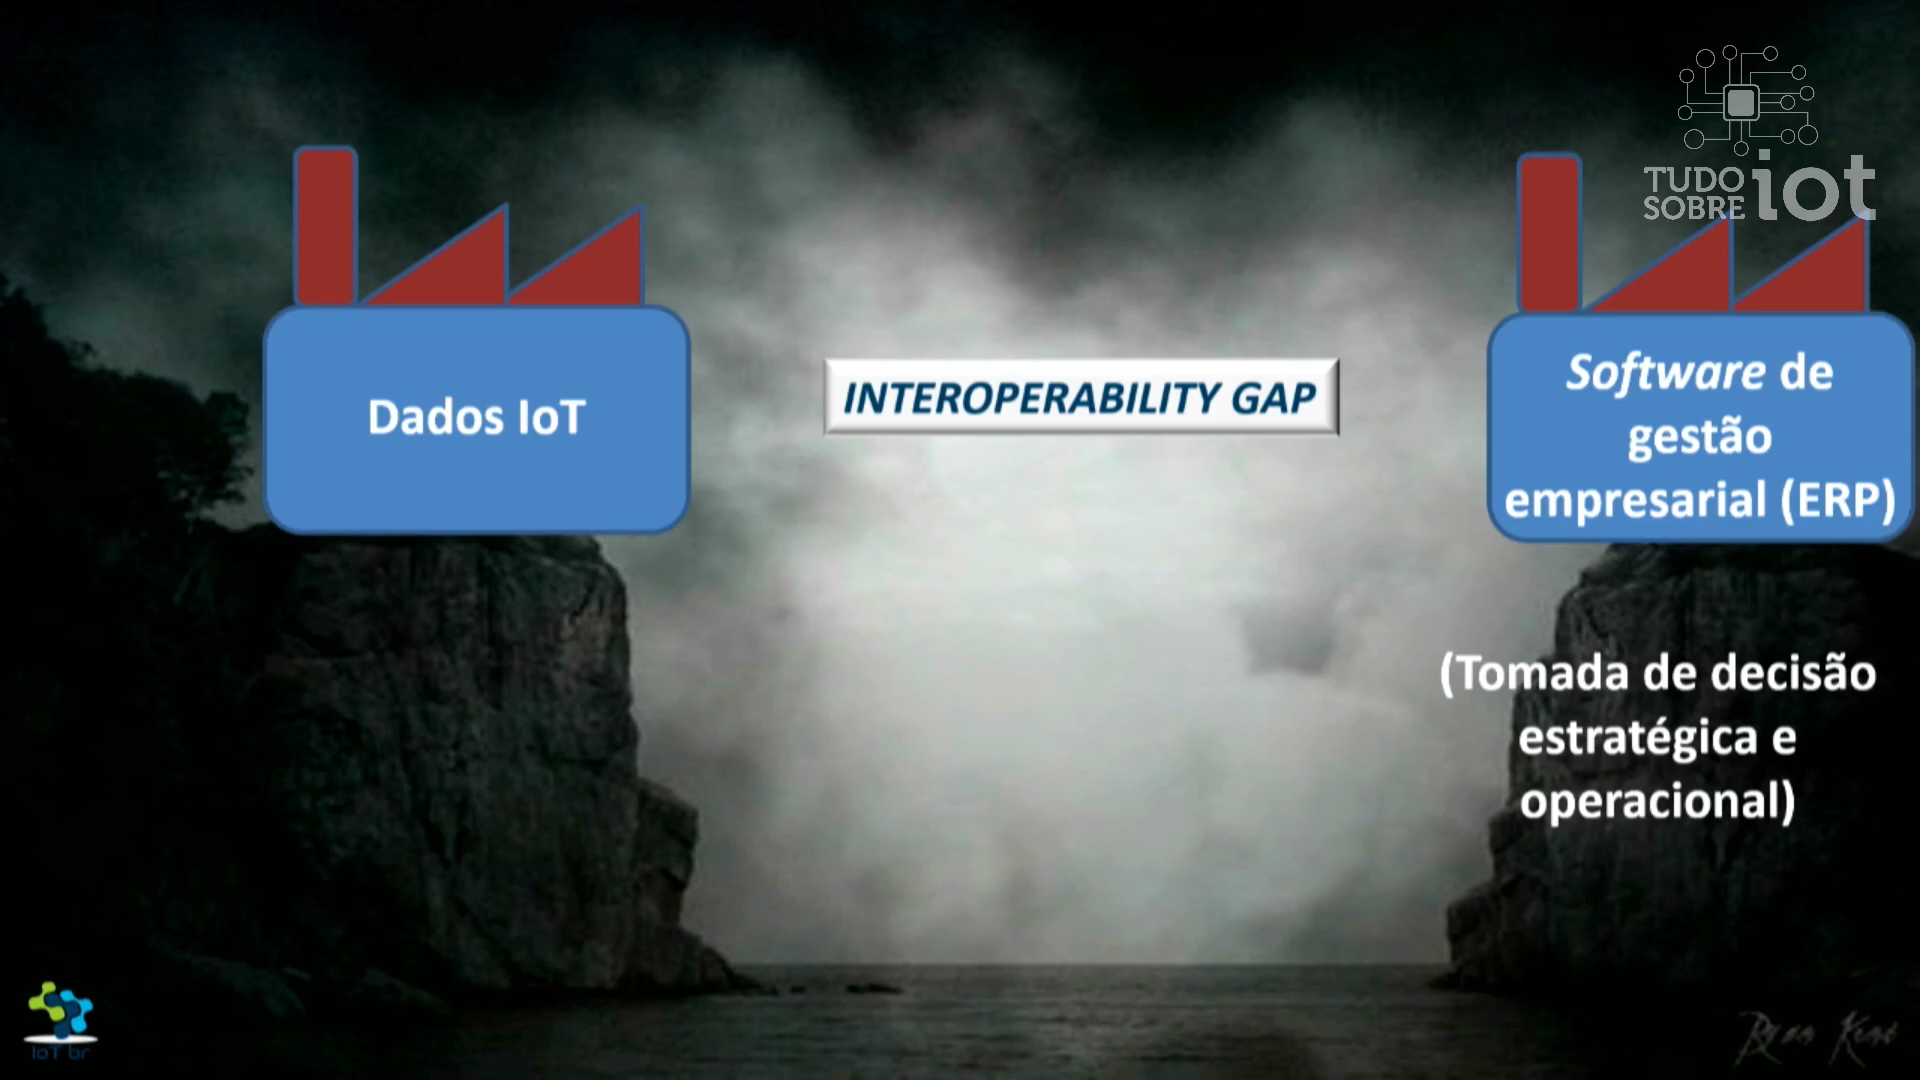 TUDO
SOBRE iot
Dados IoT
INTEROPERABILITY GAP
Software de
gestão
empresarial (ERP)
(Tomada de decisão
estratégica e
operacional)
IoT br